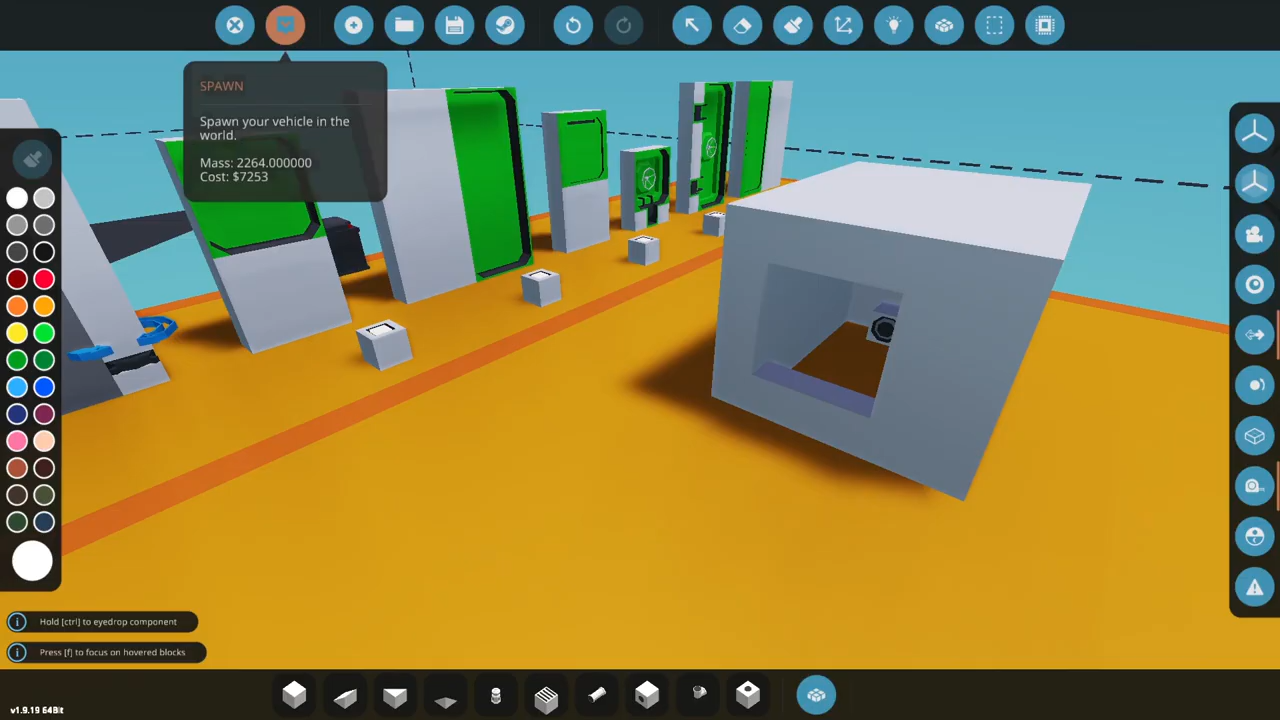 SPAWN
Spawn your vehicle in the
world.
Mass: 2264.000000
Cost: $7253
Hold [ctrl] to eyedrop component
Press [f] to focus on hovered blocks
v1.9.19 64Bit